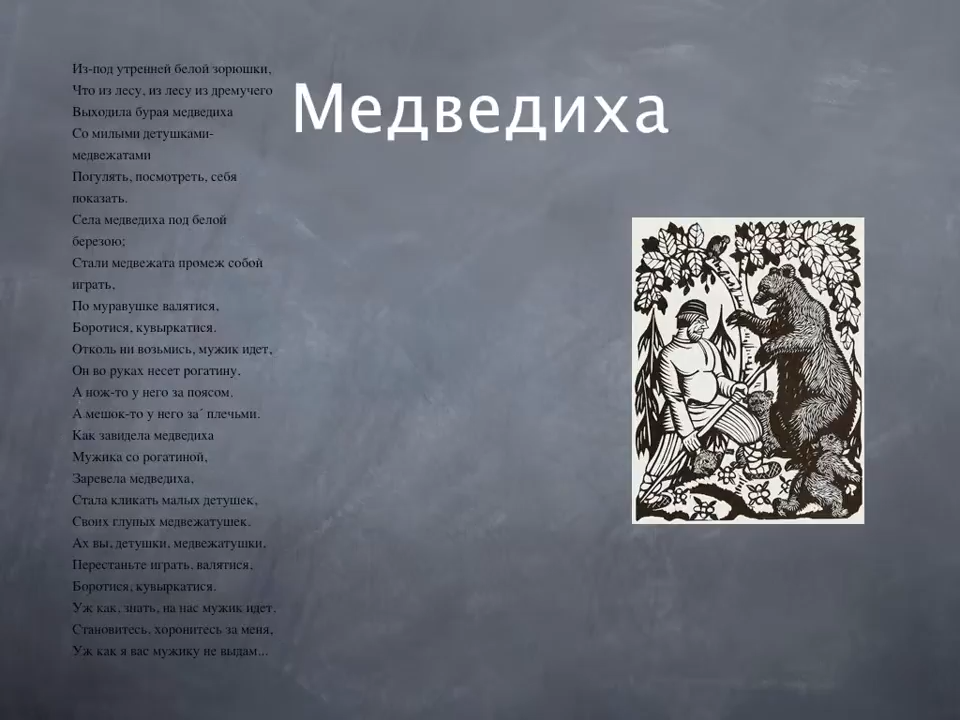 Медведиха
Из-под утренней белой зорюшки,
Что из лесу, из лесу из дремучего
Выходила бурая медведиха
Со милыми детушками-
медвежатами
Погулять, посмотреть, себя
показать.
Села медведиха под белой
березою;
Стали медвежата промеж собой
играть,
По муравушке валятися,
Боротися, кувыркатися.
Отколь ни возьмись, мужик идет,
Он во руках несет рогатину,
А нож-то у него за поясом.
А мешок-то у него за´ плечьми.
Как завидела медведиха
Мужика со рогатиной,
Заревела медведиха,
Стала кликать малых детушек,
Своих глупых медвежатушек.
Ах вы, детушки, медвежатушки,
Перестаньте играть, валятися,
Боротися, кувыркатися.
Уж как, знать, на нас мужик идет.
Становитесь, хоронитесь за меня,
Уж как я вас мужику не выдам...